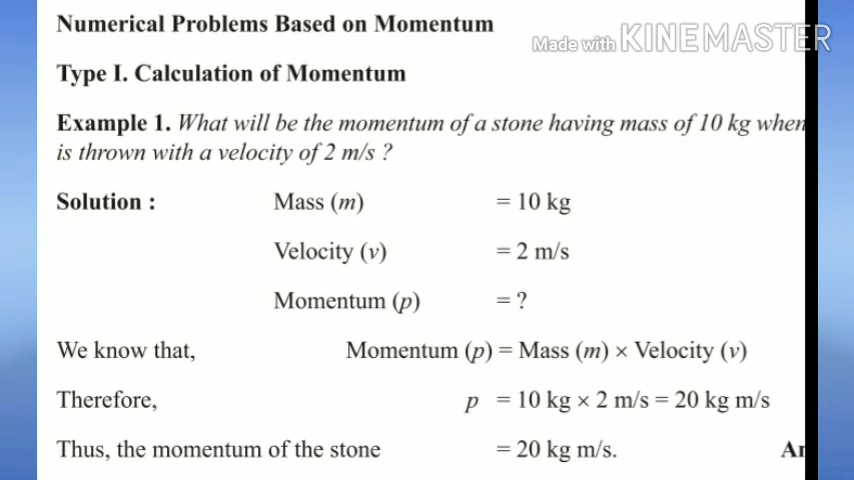 Numerical Problems Based on Momentum
Made with KINEMASTER
Type I. Calculation of Momentum
Example 1. What will be the momentum of a stone having mass of 10 kg when
is thrown with a velocity of 2 m/s ?
Solution : Mass (m) = 10 kg
Velocity (v) = 2 m/s
Momentum (p) = ?
We know that, Momentum (p) = Mass (m) × Velocity (v)
Therefore, p = 10 kg × 2 m/s = 20 kg m/s
Thus, the momentum of the stone = 20 kg m/s.